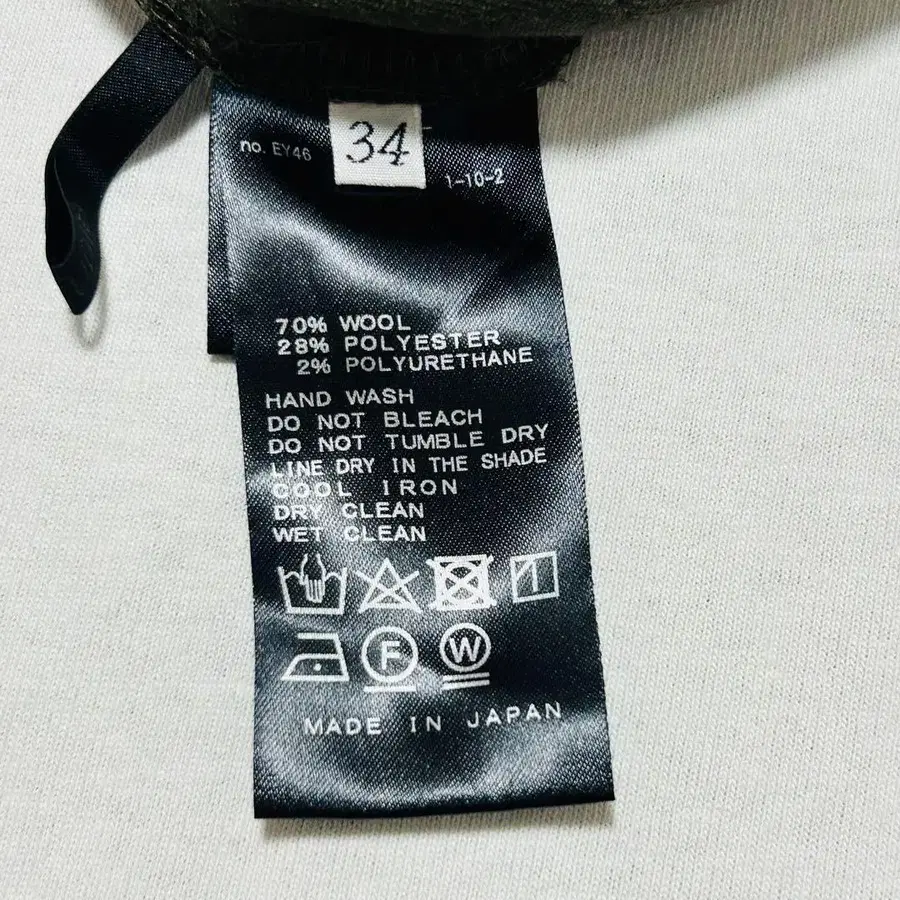 no. EY46
34
1-10-2
70% WOOL
28% POLYESTER
2% POLYURETHANE
HAND WASH
DO NOT BLEACH
DO NOT TUMBLE DRY
LINE DRY IN THE SHADE
COOL IRON
DRY CLEAN
WET CLEAN
F W
MADE IN JAPAN